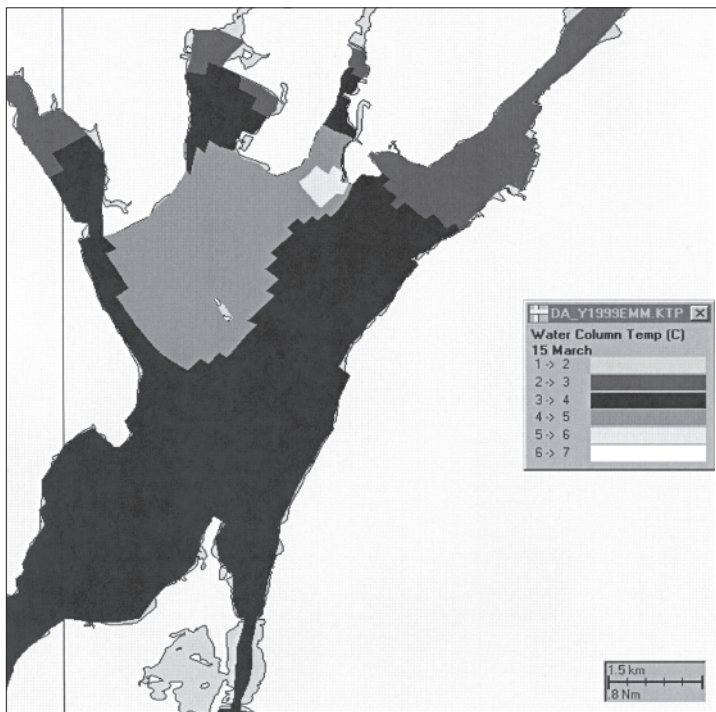 DA_Y1999EMM.KTP
Water Column Temp (C)
15 March
1 -> 2
2 -> 3
3 -> 4
4 -> 5
5 -> 6
6 -> 7
1.5 km
.8 Nm